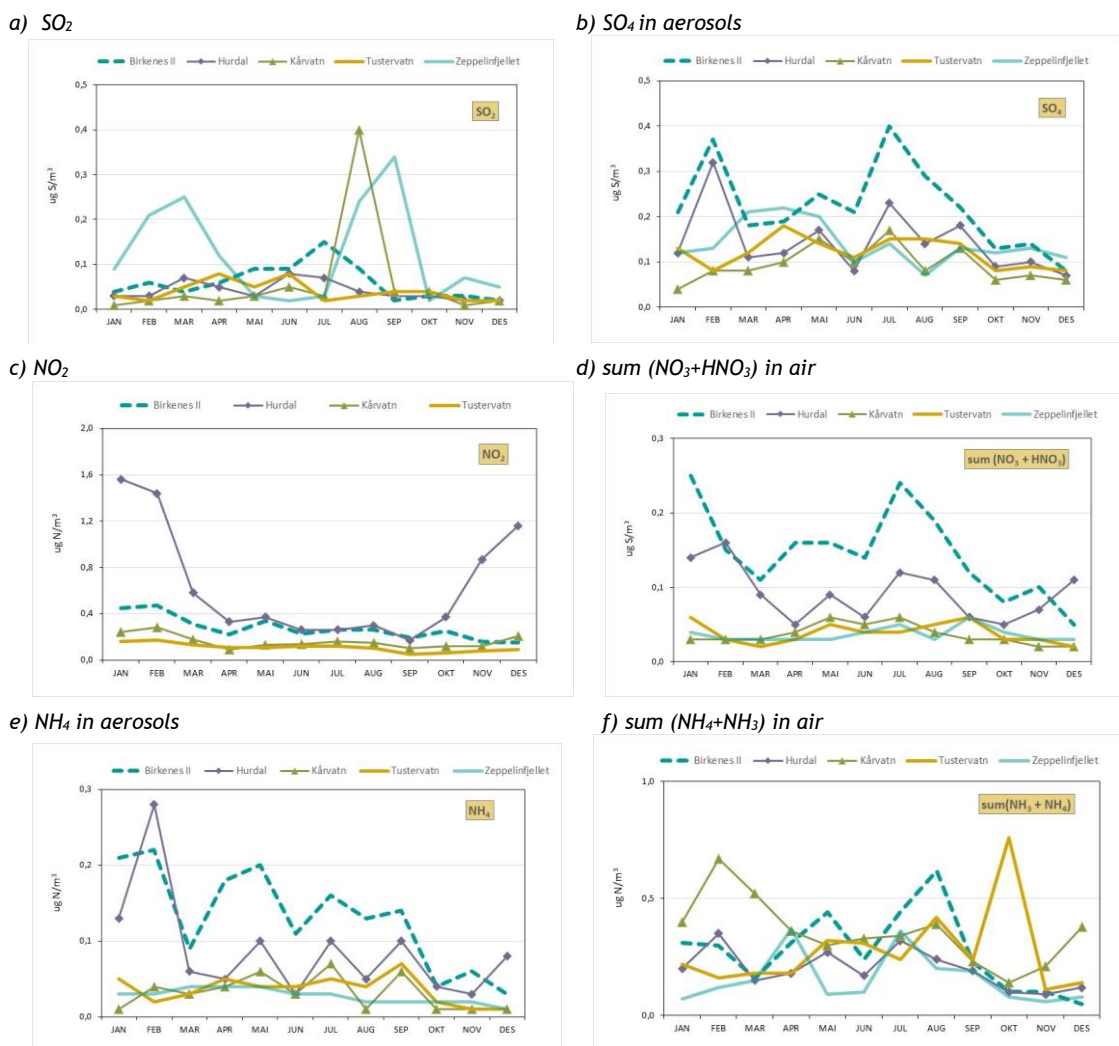 a) SO₂
Birkenes II Hurdal Kårvatn Tustervatn Zeppelinfjellet
0,5
0,4
0,3
0,2
0,1
0,0
ug S/m³
SO₂
JAN FEB MAR APR MAI JUN JUL AUG SEP OKT NOV DES
b) SO₄ in aerosols
Birkenes II Hurdal Kårvatn Tustervatn Zeppelinfjellet
0,5
0,4
0,3
0,2
0,1
0,0
ug S/m³
SO₄
JAN FEB MAR APR MAI JUN JUL AUG SEP OKT NOV DES
c) NO₂
Birkenes II Hurdal Kårvatn Tustervatn
2,0
1,6
1,2
0,8
0,4
0,0
ug N/m³
NO₂
JAN FEB MAR APR MAI JUN JUL AUG SEP OKT NOV DES
d) sum (NO₃+HNO₃) in air
Birkenes II Hurdal Kårvatn Tustervatn Zeppelinfjellet
0,3
0,2
0,1
0,0
ug S/m³
sum (NO₃ + HNO₃)
JAN FEB MAR APR MAI JUN JUL AUG SEP OKT NOV DES
e) NH₄ in aerosols
Birkenes II Hurdal Kårvatn Tustervatn Zeppelinfjellet
0,3
0,2
0,1
0,0
ug N/m³
NH₄
JAN FEB MAR APR MAI JUN JUL AUG SEP OKT NOV DES
f) sum (NH₄+NH₃) in air
Birkenes II Hurdal Kårvatn Tustervatn Zeppelinfjellet
1,0
0,5
0,0
ug N/m³
sum(NH₃ + NH₄)
JAN FEB MAR APR MAI JUN JUL AUG SEP OKT NOV DES